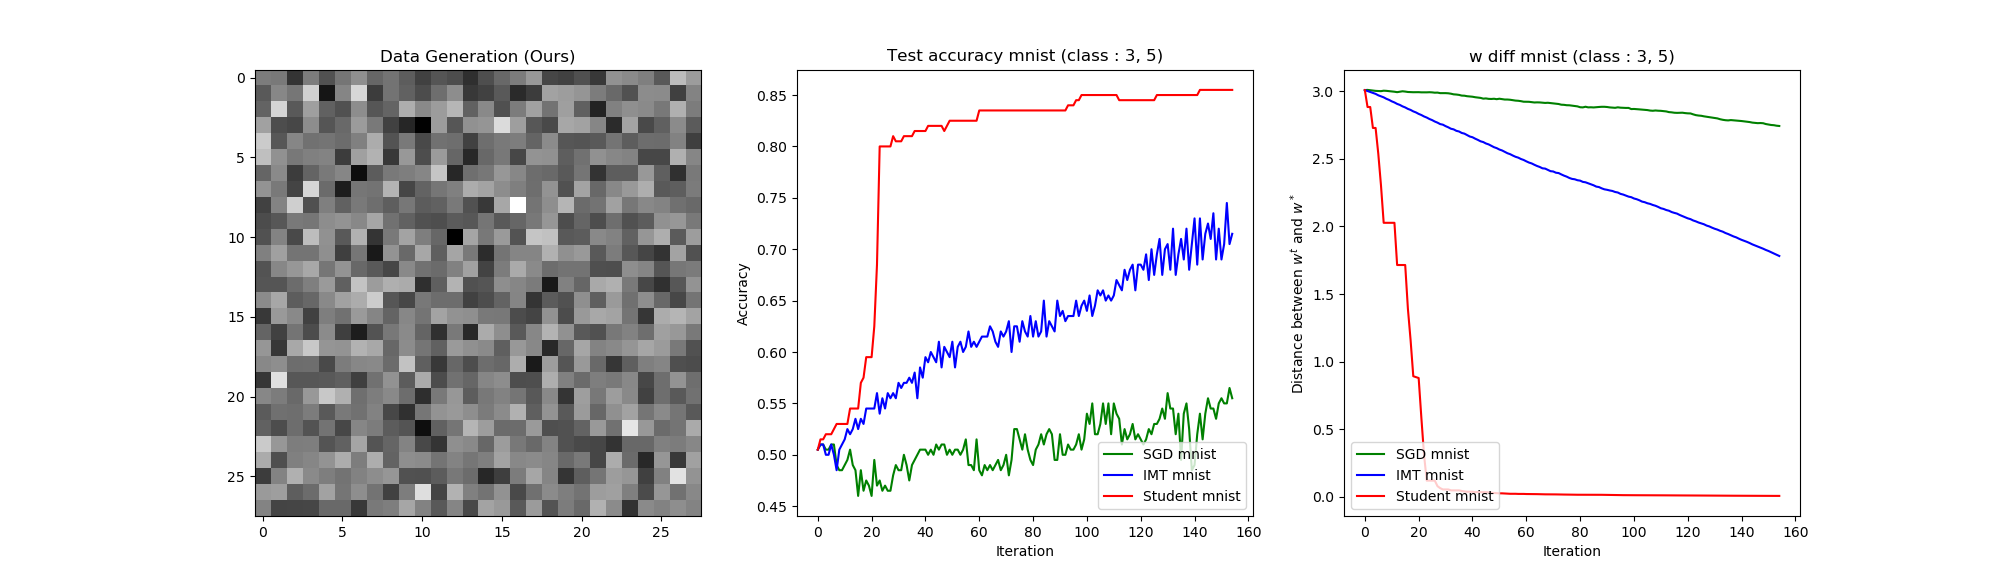 Data Generation (Ours)
0
5
10
15
20
25
0 5 10 15 20 25
Test accuracy mnist (class : 3, 5)
Accuracy
0.85
0.80
0.75
0.70
0.65
0.60
0.55
0.50
0.45
SGD mnist
IMT mnist
Student mnist
0 20 40 60 80 100 120 140 160
Iteration
w diff mnist (class : 3, 5)
Distance between w^t and w^*
3.0
2.5
2.0
1.5
1.0
0.5
0.0
SGD mnist
IMT mnist
Student mnist
0 20 40 60 80 100 120 140 160
Iteration